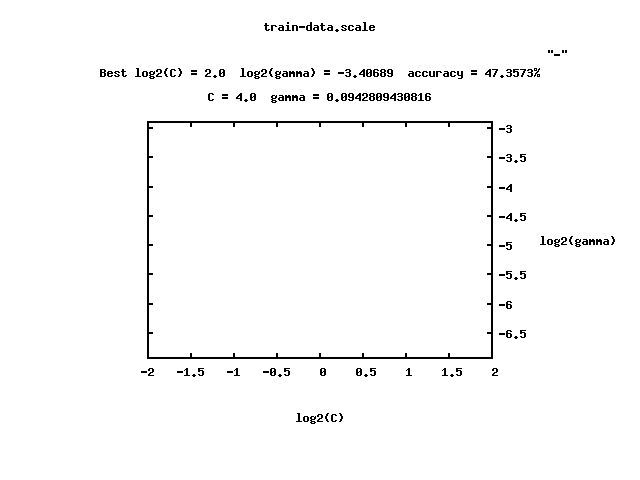 train-data.scale
"-"
Best log2(C) = 2.0  log2(gamma) = -3.40689  accuracy = 47.3573%
C = 4.0  gamma = 0.0942809430816
-3
-3.5
-4
-4.5
-5
-5.5
-6
-6.5
log2(gamma)
-2 -1.5 -1 -0.5 0 0.5 1 1.5 2
log2(C)